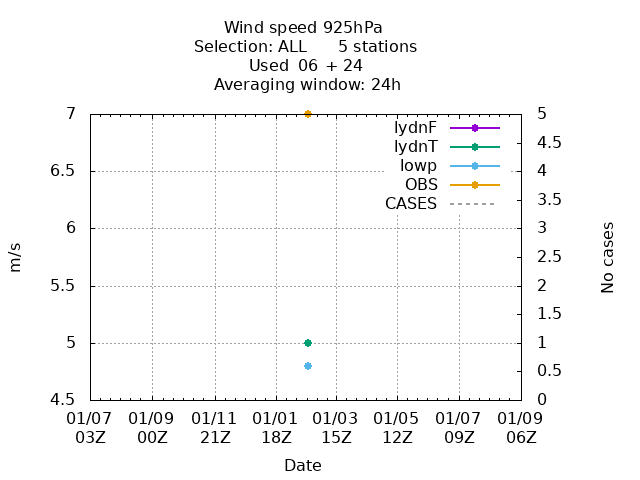 Wind speed 925hPa
Selection: ALL 5 stations
Used 06 + 24
Averaging window: 24h
7
6.5
6
5.5
5
4.5
m/s
5
4.5
4
3.5
3
2.5
2
1.5
1
0.5
0
No cases
lydnF
lydnT
lowp
OBS
CASES
01/07 01/09 01/11 01/01 01/03 01/05 01/07 01/09
03Z 00Z 21Z 18Z 15Z 12Z 09Z 06Z
Date